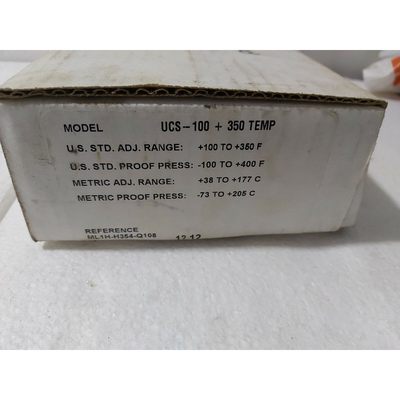 MODEL UCS-100 + 350 TEMP
U.S. STD. ADJ. RANGE: +100 TO +350 F
U.S. STD. PROOF PRESS: -100 TO +400 F
METRIC ADJ. RANGE: +38 TO +177 C
METRIC PROOF PRESS: -73 TO +205 C
REFERENCE
ML1H-H354-Q108 12 12